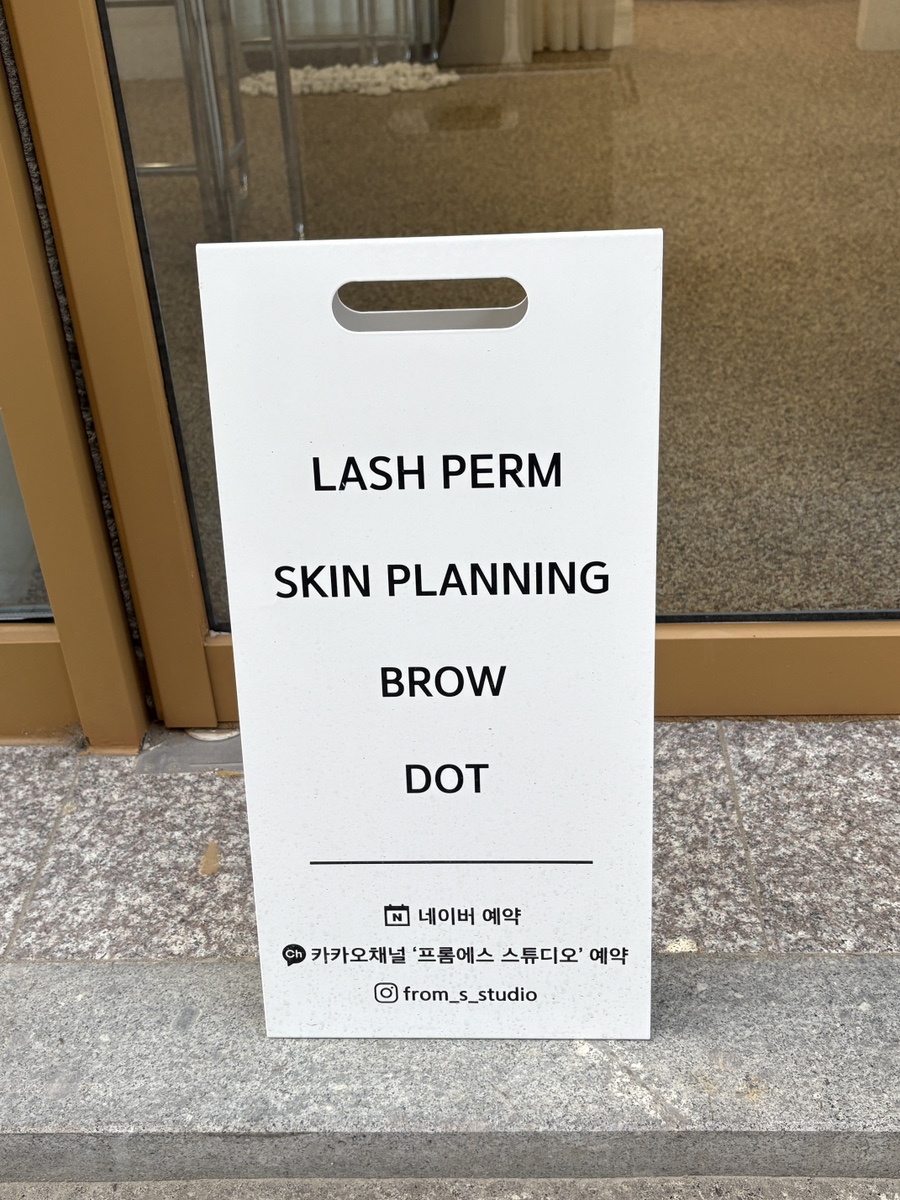 LASH PERM
SKIN PLANNING
BROW
DOT
N 네이버 예약
Ch 카카오채널 ‘프롬에스 스튜디오’ 예약
from_s_studio